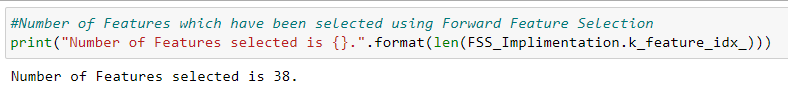 #Number of Features which have been selected using Forward Feature Selection
print("Number of Features selected is {}.".format(len(FSS_Implimentation.k_feature_idx_)))
Number of Features selected is 38.